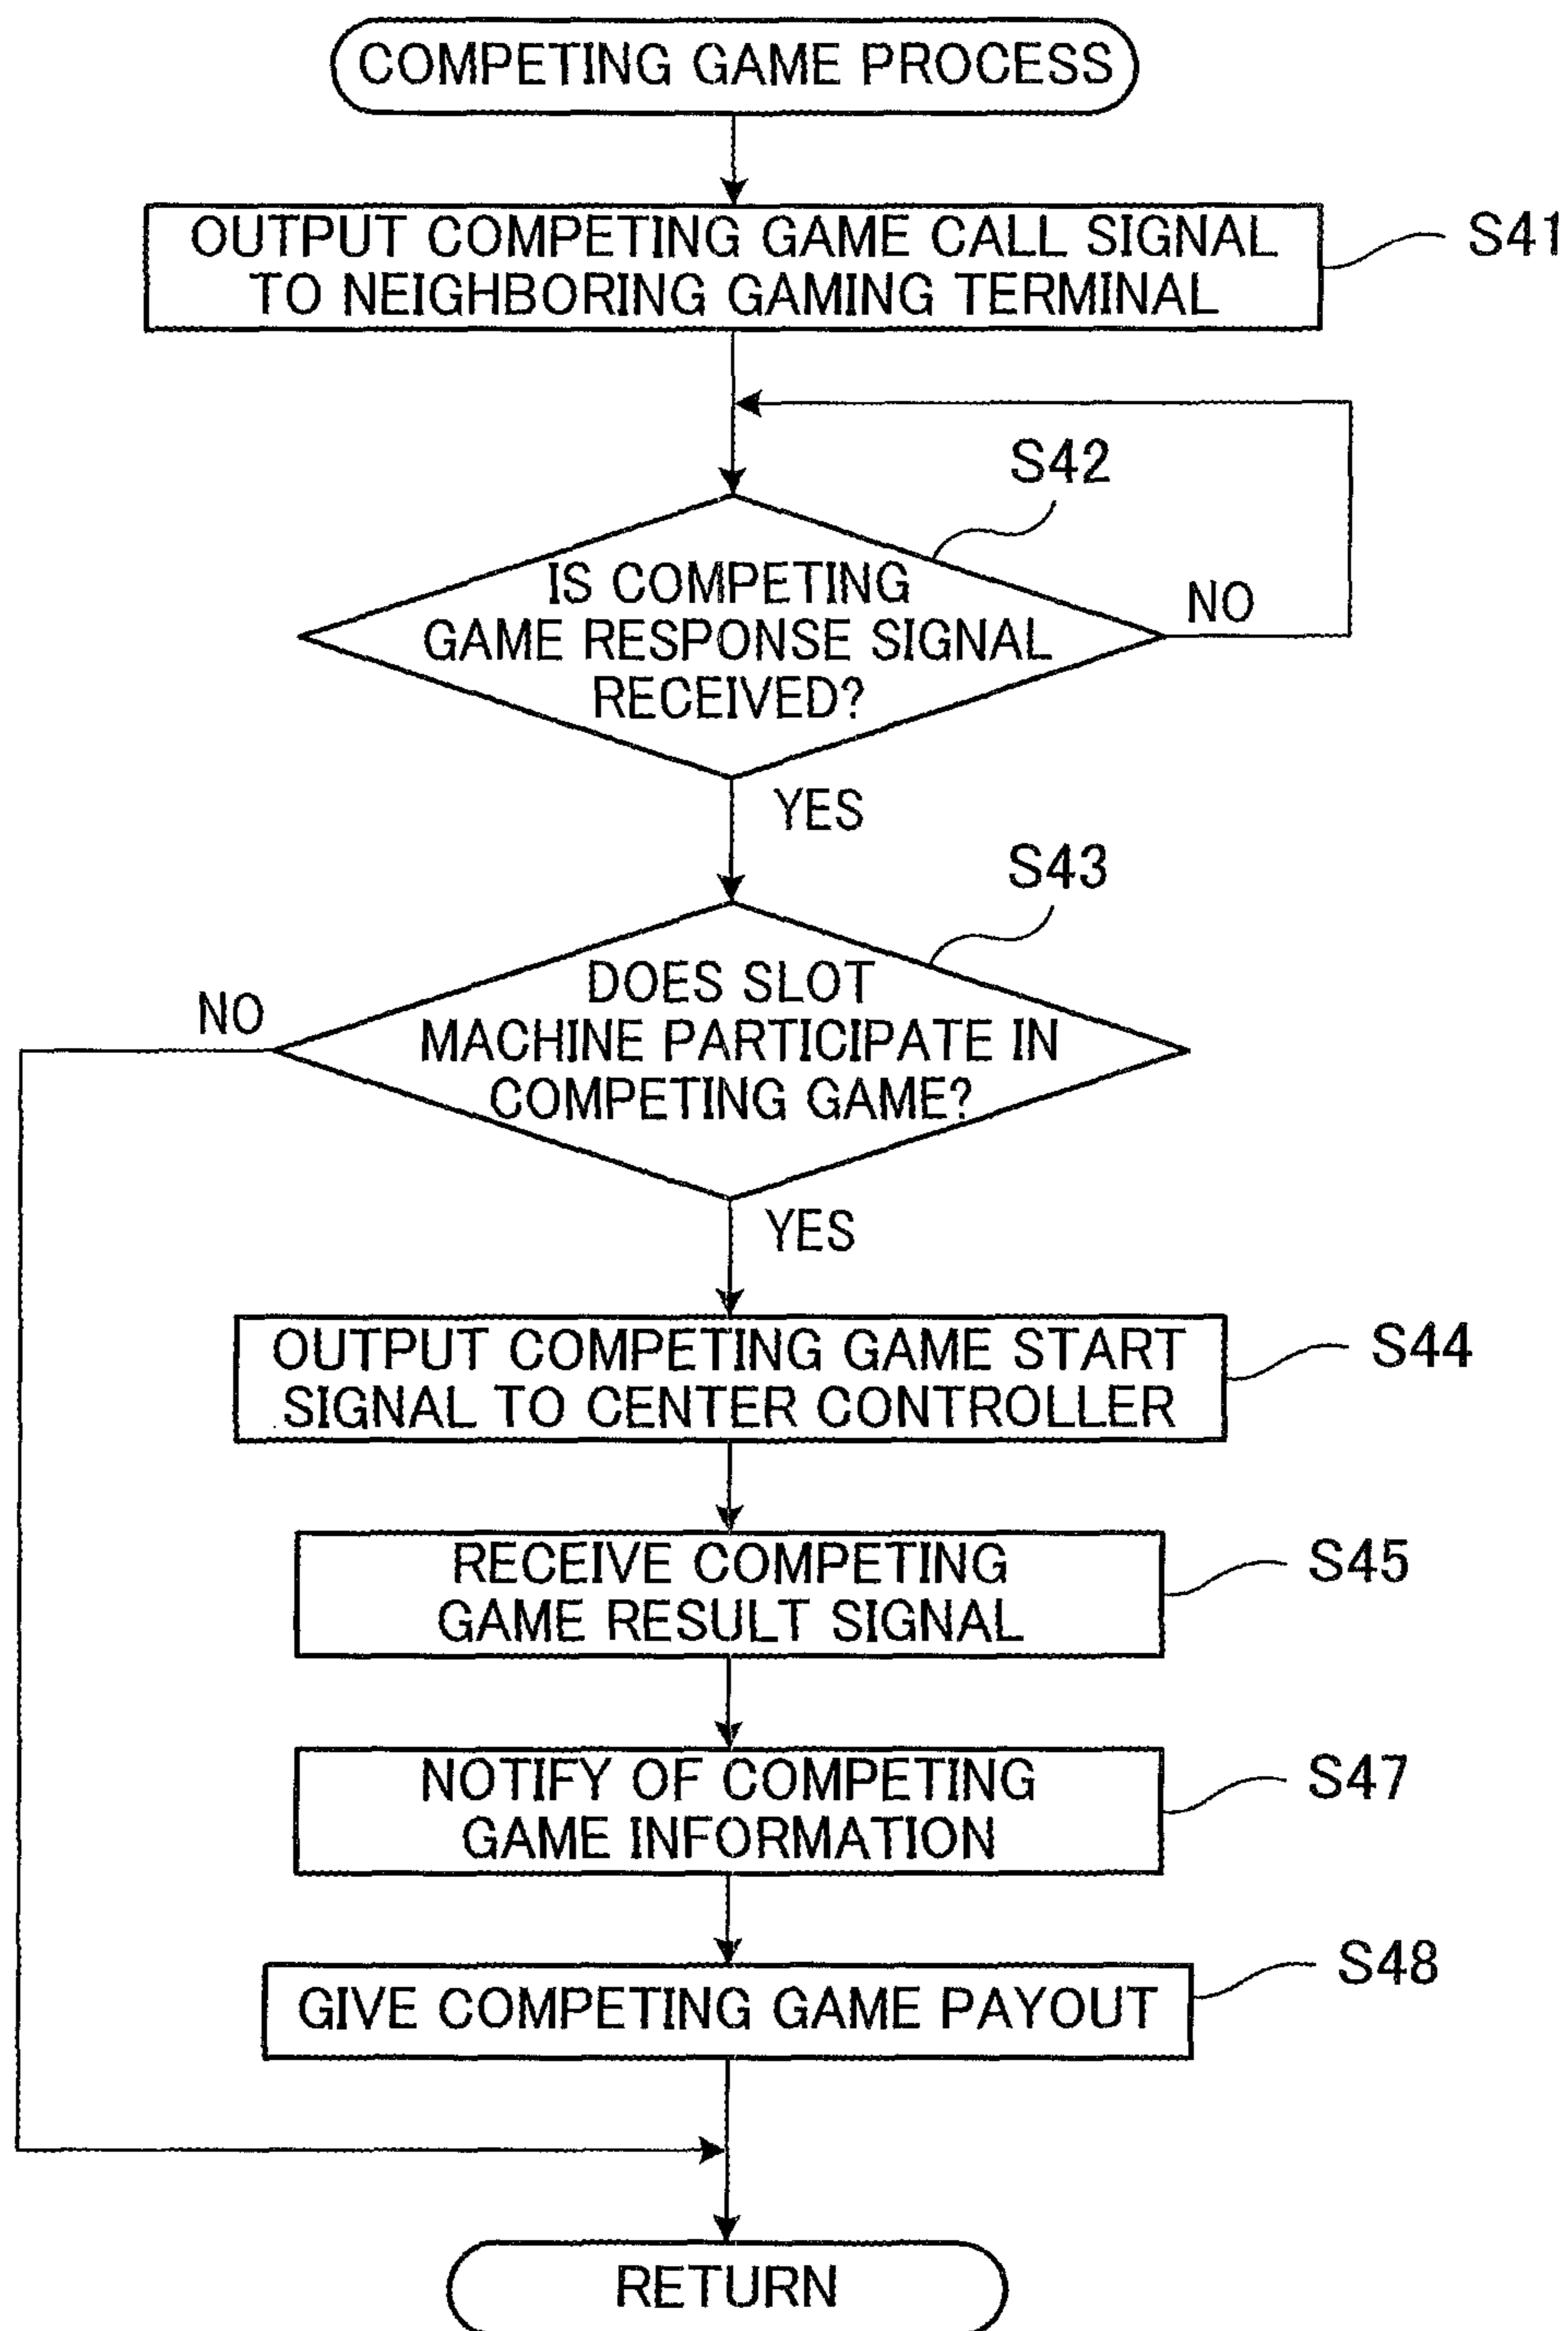 COMPETING GAME PROCESS
OUTPUT COMPETING GAME CALL SIGNAL
TO NEIGHBORING GAMING TERMINAL
S41
S42
IS COMPETING
GAME RESPONSE SIGNAL
RECEIVED?
NO
YES
S43
DOES SLOT
MACHINE PARTICIPATE IN
COMPETING GAME?
NO
YES
OUTPUT COMPETING GAME START
SIGNAL TO CENTER CONTROLLER
S44
RECEIVE COMPETING
GAME RESULT SIGNAL
S45
NOTIFY OF COMPETING
GAME INFORMATION
S47
GIVE COMPETING GAME PAYOUT
S48
RETURN